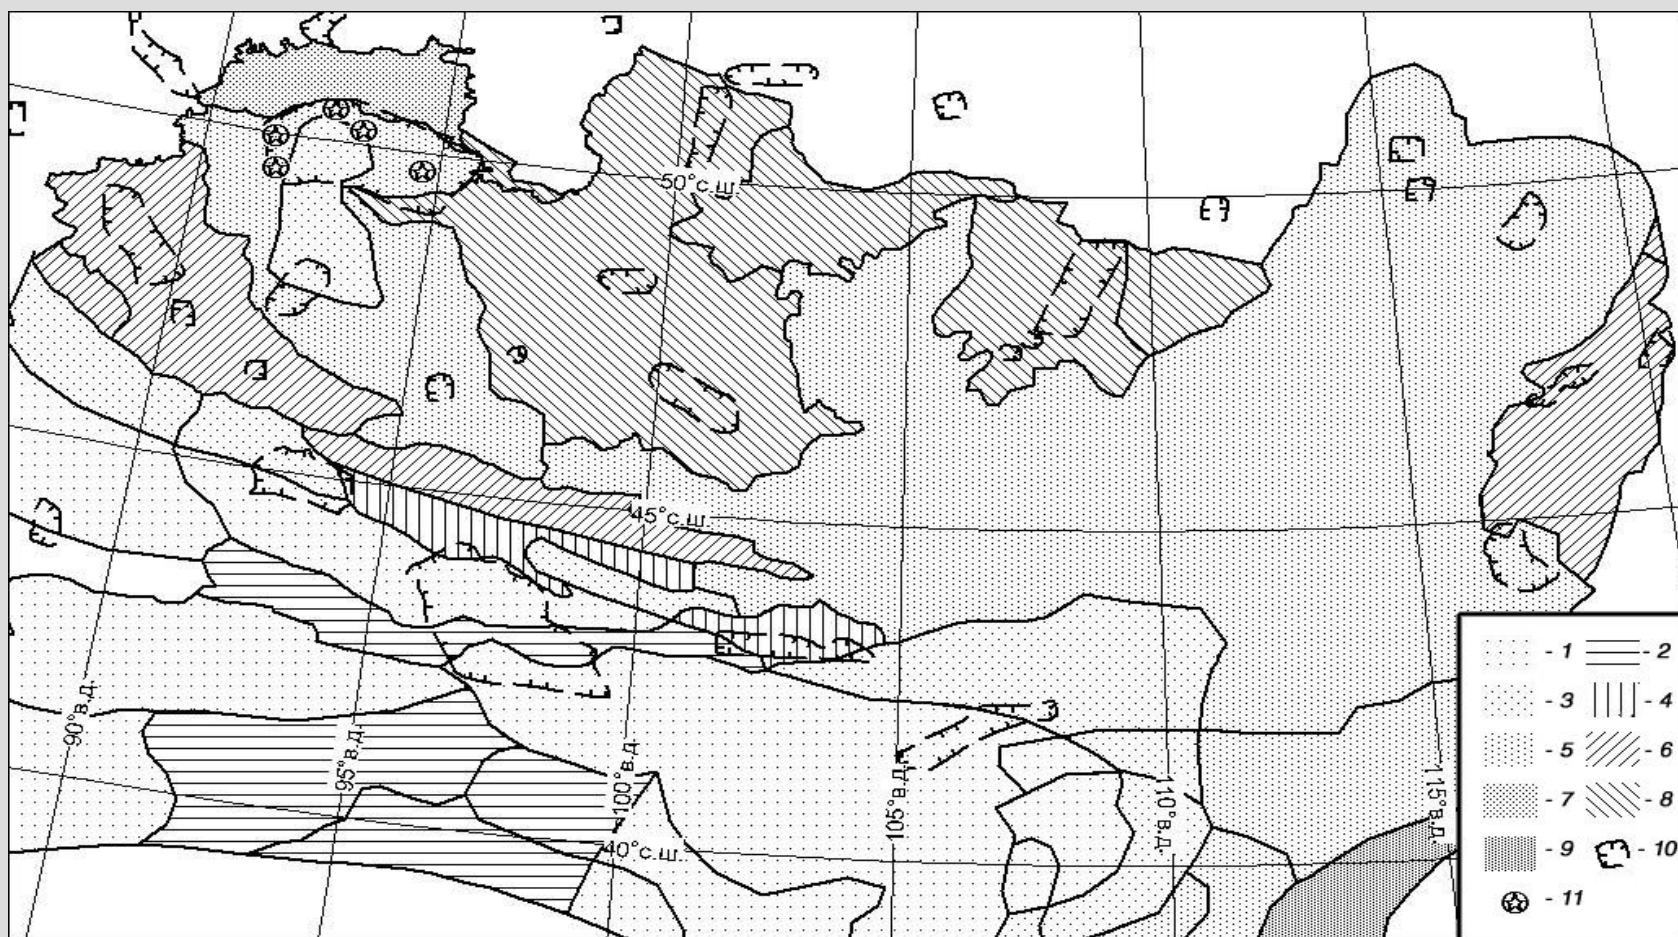 50°с.ш.
45°с.ш.
90°в.д.
95°в.д.
100°в.д.
105°в.д.
110°в.д.
115°в.д.
40°с.ш.
- 1 - 2
- 3 - 4
- 5 - 6
- 7 - 8
- 9 - 10
- 11